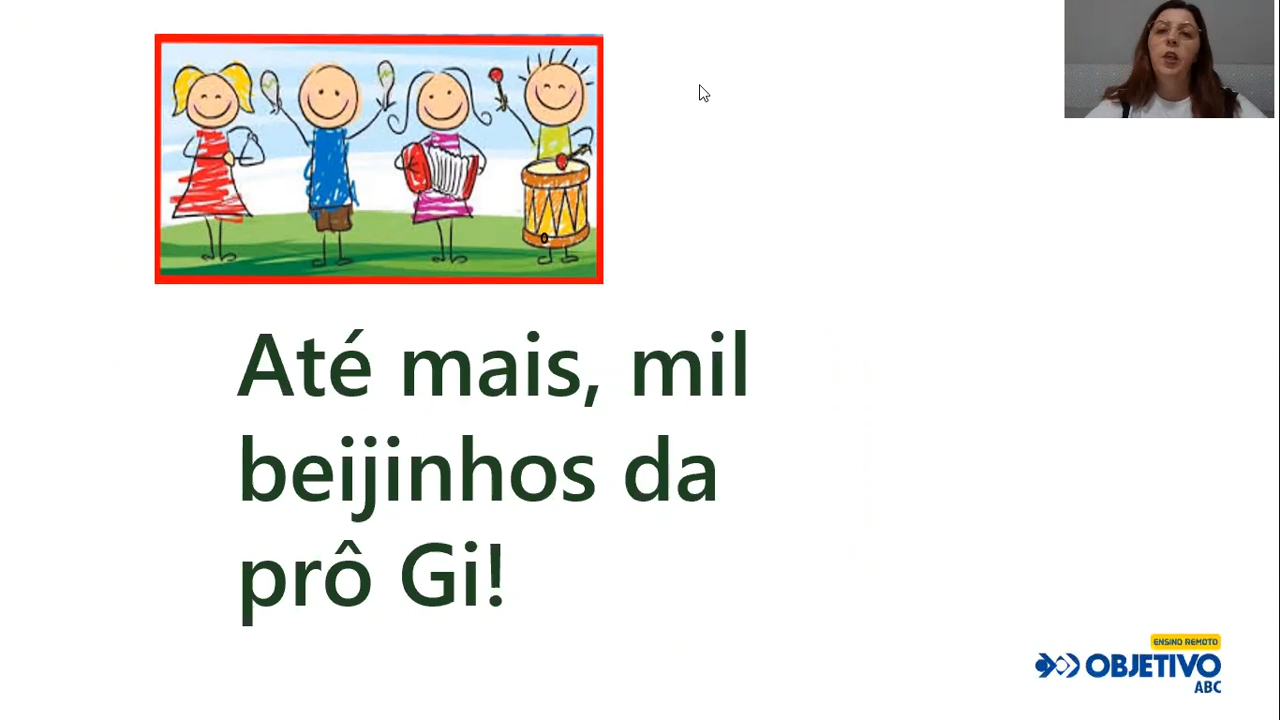 Até mais, mil
beijinhos da
prô Gi!
ENSINO REMOTO
OBJETIVO
ABC